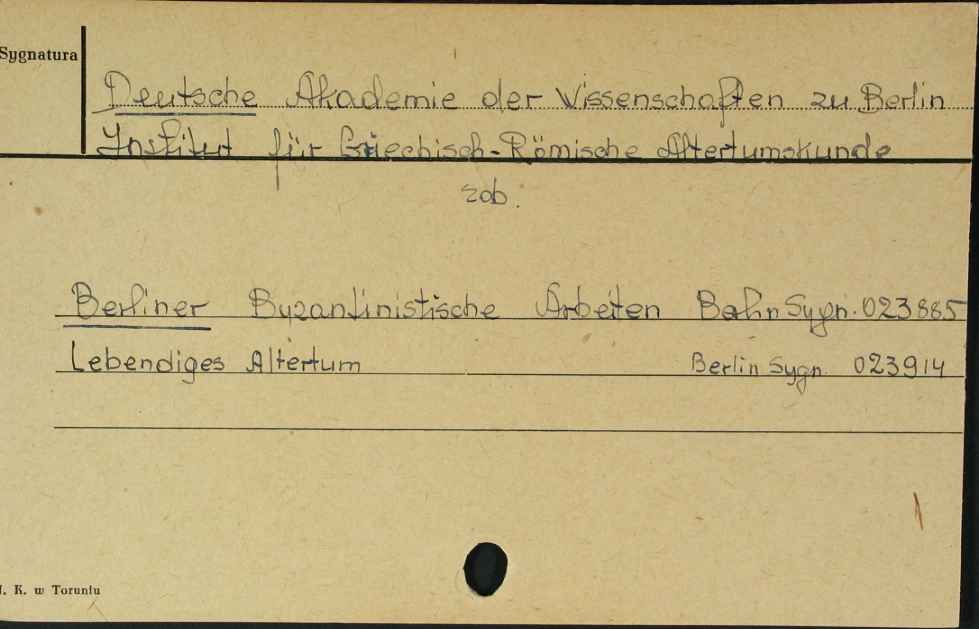 Sygnatura
Deutsche Akademie der Wissenschaften zu Berlin
Institut für Griechisch-Römische Altertumskunde
zob.
Berliner Byzantinistische Arbeiten Berlin Sygn. 023885
Lebendiges Altertum Berlin Sygn. 023914
K. w Toruniu